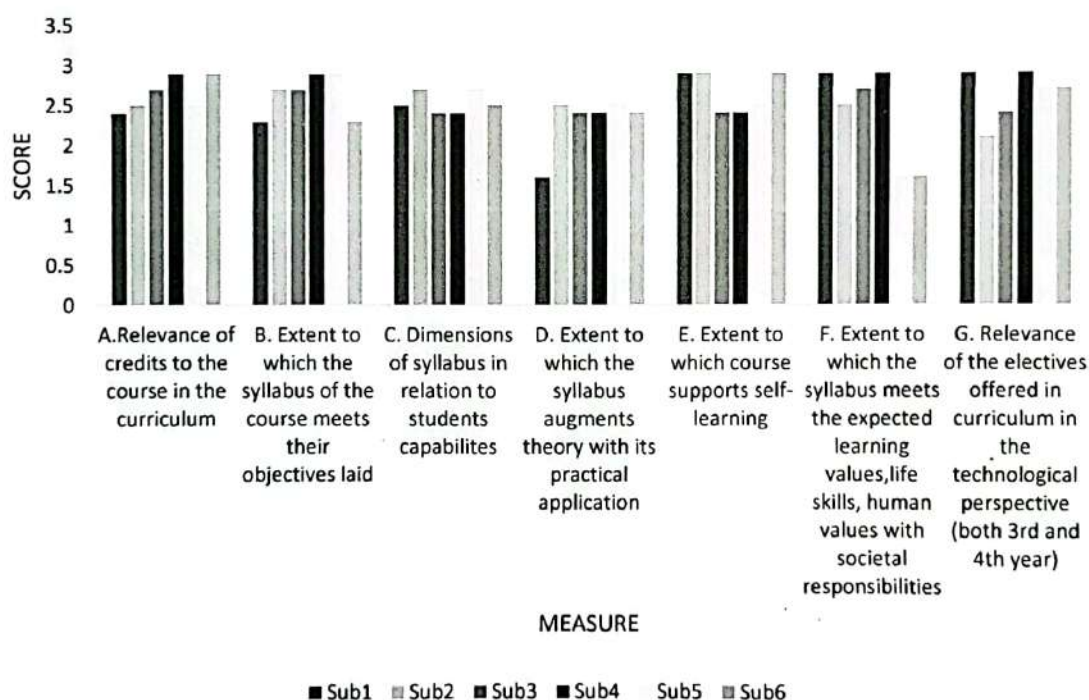 3.5
3
2.5
2
1.5
1
0.5
0
SCORE
A.Relevance of
credits to the
course in the
curriculum
B. Extent to
which the
syllabus of the
course meets
their
objectives laid
C. Dimensions
of syllabus in
relation to
students
capabilites
D. Extent to
which the
syllabus
augments
theory with its
practical
application
E. Extent to
which course
supports self-
learning
F. Extent to
which the
syllabus meets
the expected
learning
values,life
skills, human
values with
societal
responsibilities
G. Relevance
of the electives
offered in
curriculum in
the
technological
perspective
(both 3rd and
4th year)
MEASURE
Sub1 Sub2 Sub3 Sub4 Sub5 Sub6